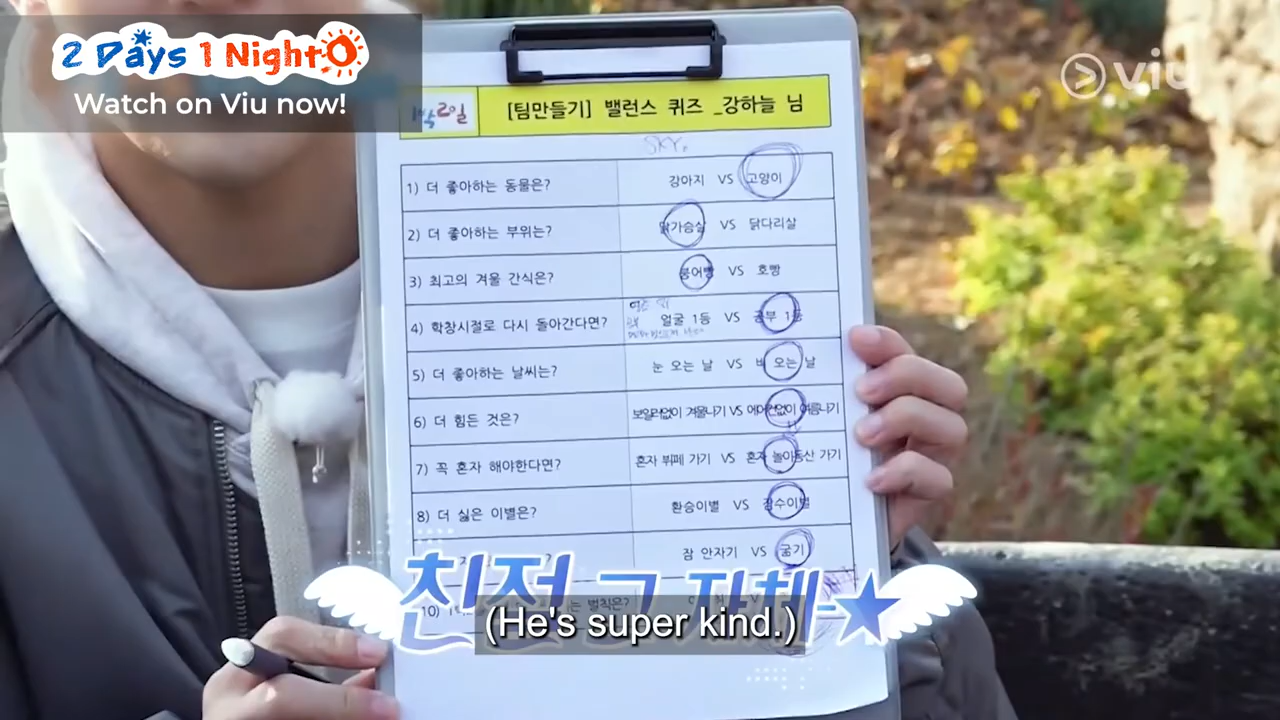 2 Days 1 Night
Watch on Viu now!
viu
1박2일
[팀만들기] 밸런스 퀴즈 _강하늘 님
SKY.
1) 더 좋아하는 동물은? 강아지 VS 고양이
2) 더 좋아하는 부위는? 닭가슴살 VS 닭다리살
3) 최고의 겨울 간식은? 붕어빵 VS 호빵
4) 학창시절로 다시 돌아간다면? 얼굴 1등 VS 공부 1등
5) 더 좋아하는 날씨는? 눈 오는 날 VS 비 오는 날
6) 더 힘든 것은? 보일러없이 겨울나기 VS 에어컨없이 여름나기
7) 꼭 혼자 해야한다면? 혼자 뷔페 가기 VS 혼자 놀이동산 가기
8) 더 싫은 이별은? 환승이별 VS 잠수이별
잠 안자기 VS 굶기
10) 벌칙은?
친절 그 자체
(He's super kind.)